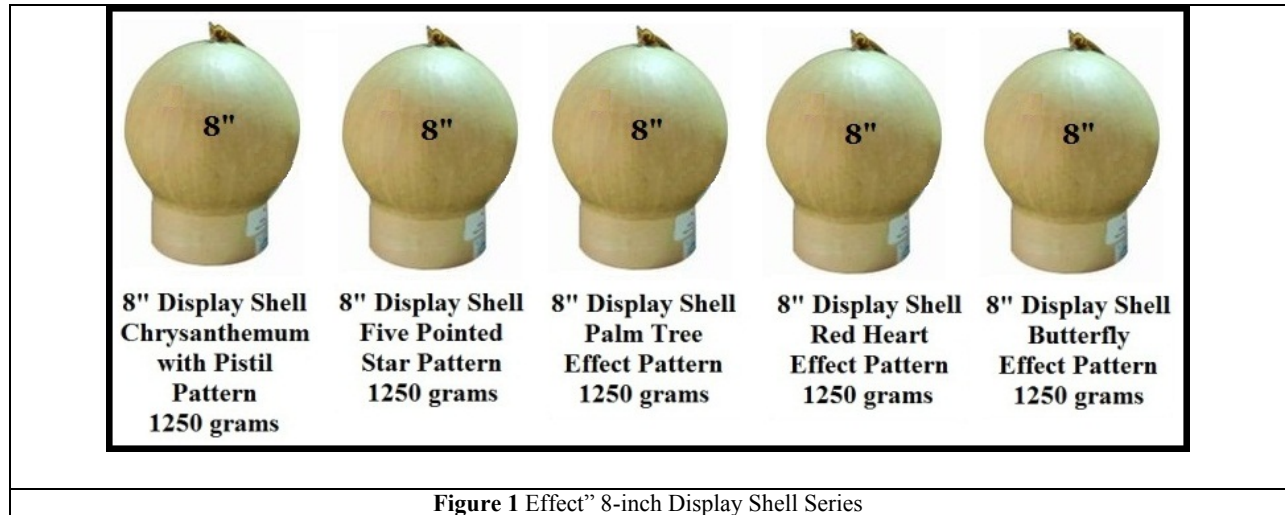 8"
8"
8"
8"
8"
8" Display Shell
Chrysanthemum
with Pistil
Pattern
1250 grams
8" Display Shell
Five Pointed
Star Pattern
1250 grams
8" Display Shell
Palm Tree
Effect Pattern
1250 grams
8" Display Shell
Red Heart
Effect Pattern
1250 grams
8" Display Shell
Butterfly
Effect Pattern
1250 grams
Figure 1 Effect” 8-inch Display Shell Series